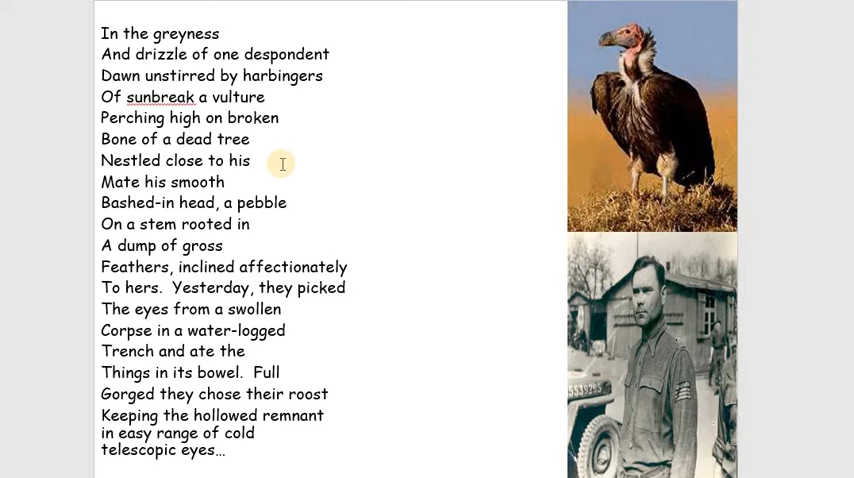 In the greyness
And drizzle of one despondent
Dawn unstirred by harbingers
Of sunbreak a vulture
Perching high on broken
Bone of a dead tree
Nestled close to his
Mate his smooth
Bashed-in head, a pebble
On a stem rooted in
A dump of gross
Feathers, inclined affectionately
To hers.  Yesterday, they picked
The eyes from a swollen
Corpse in a water-logged
Trench and ate the
Things in its bowel.  Full
Gorged they chose their roost
Keeping the hollowed remnant
in easy range of cold
telescopic eyes…